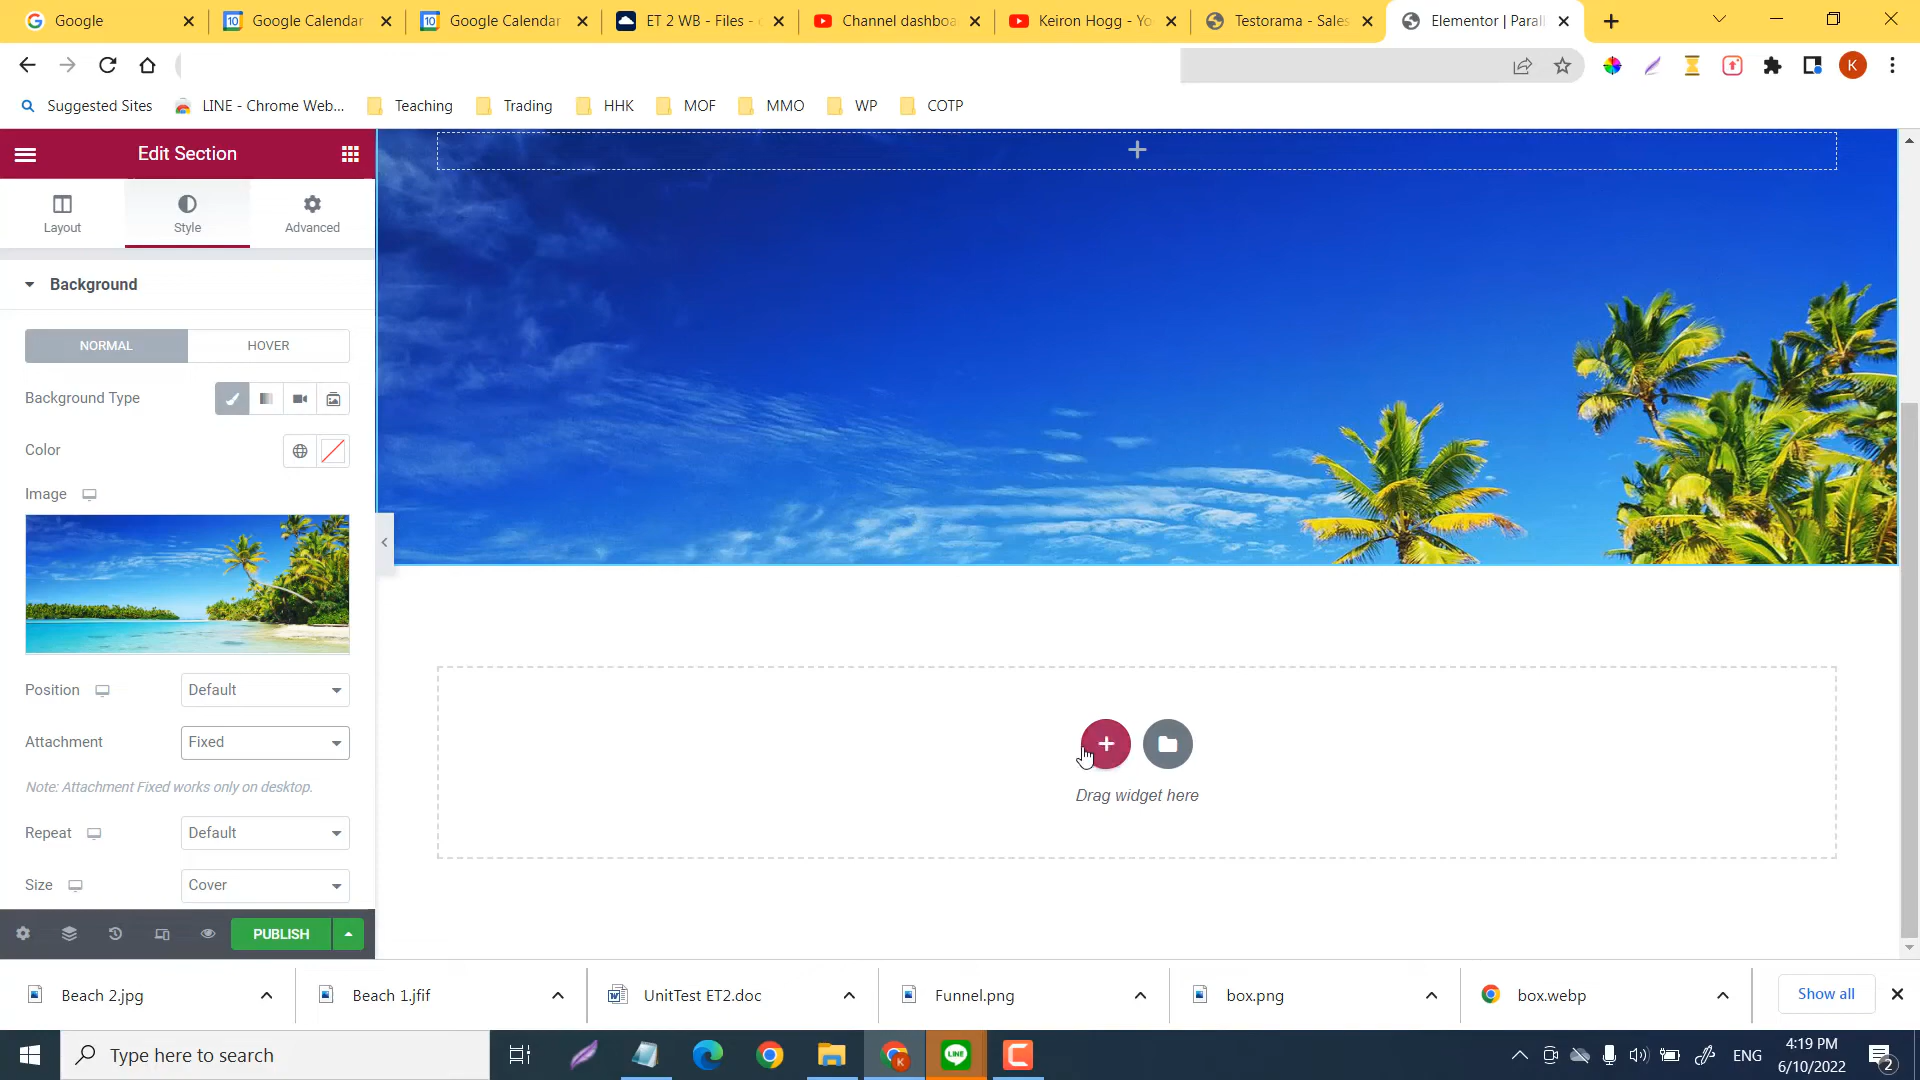 Google
Google Calendar
Google Calendar
ET 2 WB - Files -
Channel dashboa
Keiron Hogg - Yo
Testorama - Sales
Elementor | Paral
K
Suggested Sites
LINE - Chrome Web...
Teaching
Trading
HHK
MOF
MMO
WP
COTP
Edit Section
Layout
Style
Advanced
Background
NORMAL
HOVER
Background Type
Color
Image
Position
Default
Attachment
Fixed
Note: Attachment Fixed works only on desktop.
Repeat
Default
Size
Cover
PUBLISH
Drag widget here
Beach 2.jpg
Beach 1.jfif
UnitTest ET2.doc
Funnel.png
box.png
box.webp
Show all
Type here to search
LINE
ENG
4:19 PM
6/10/2022
2